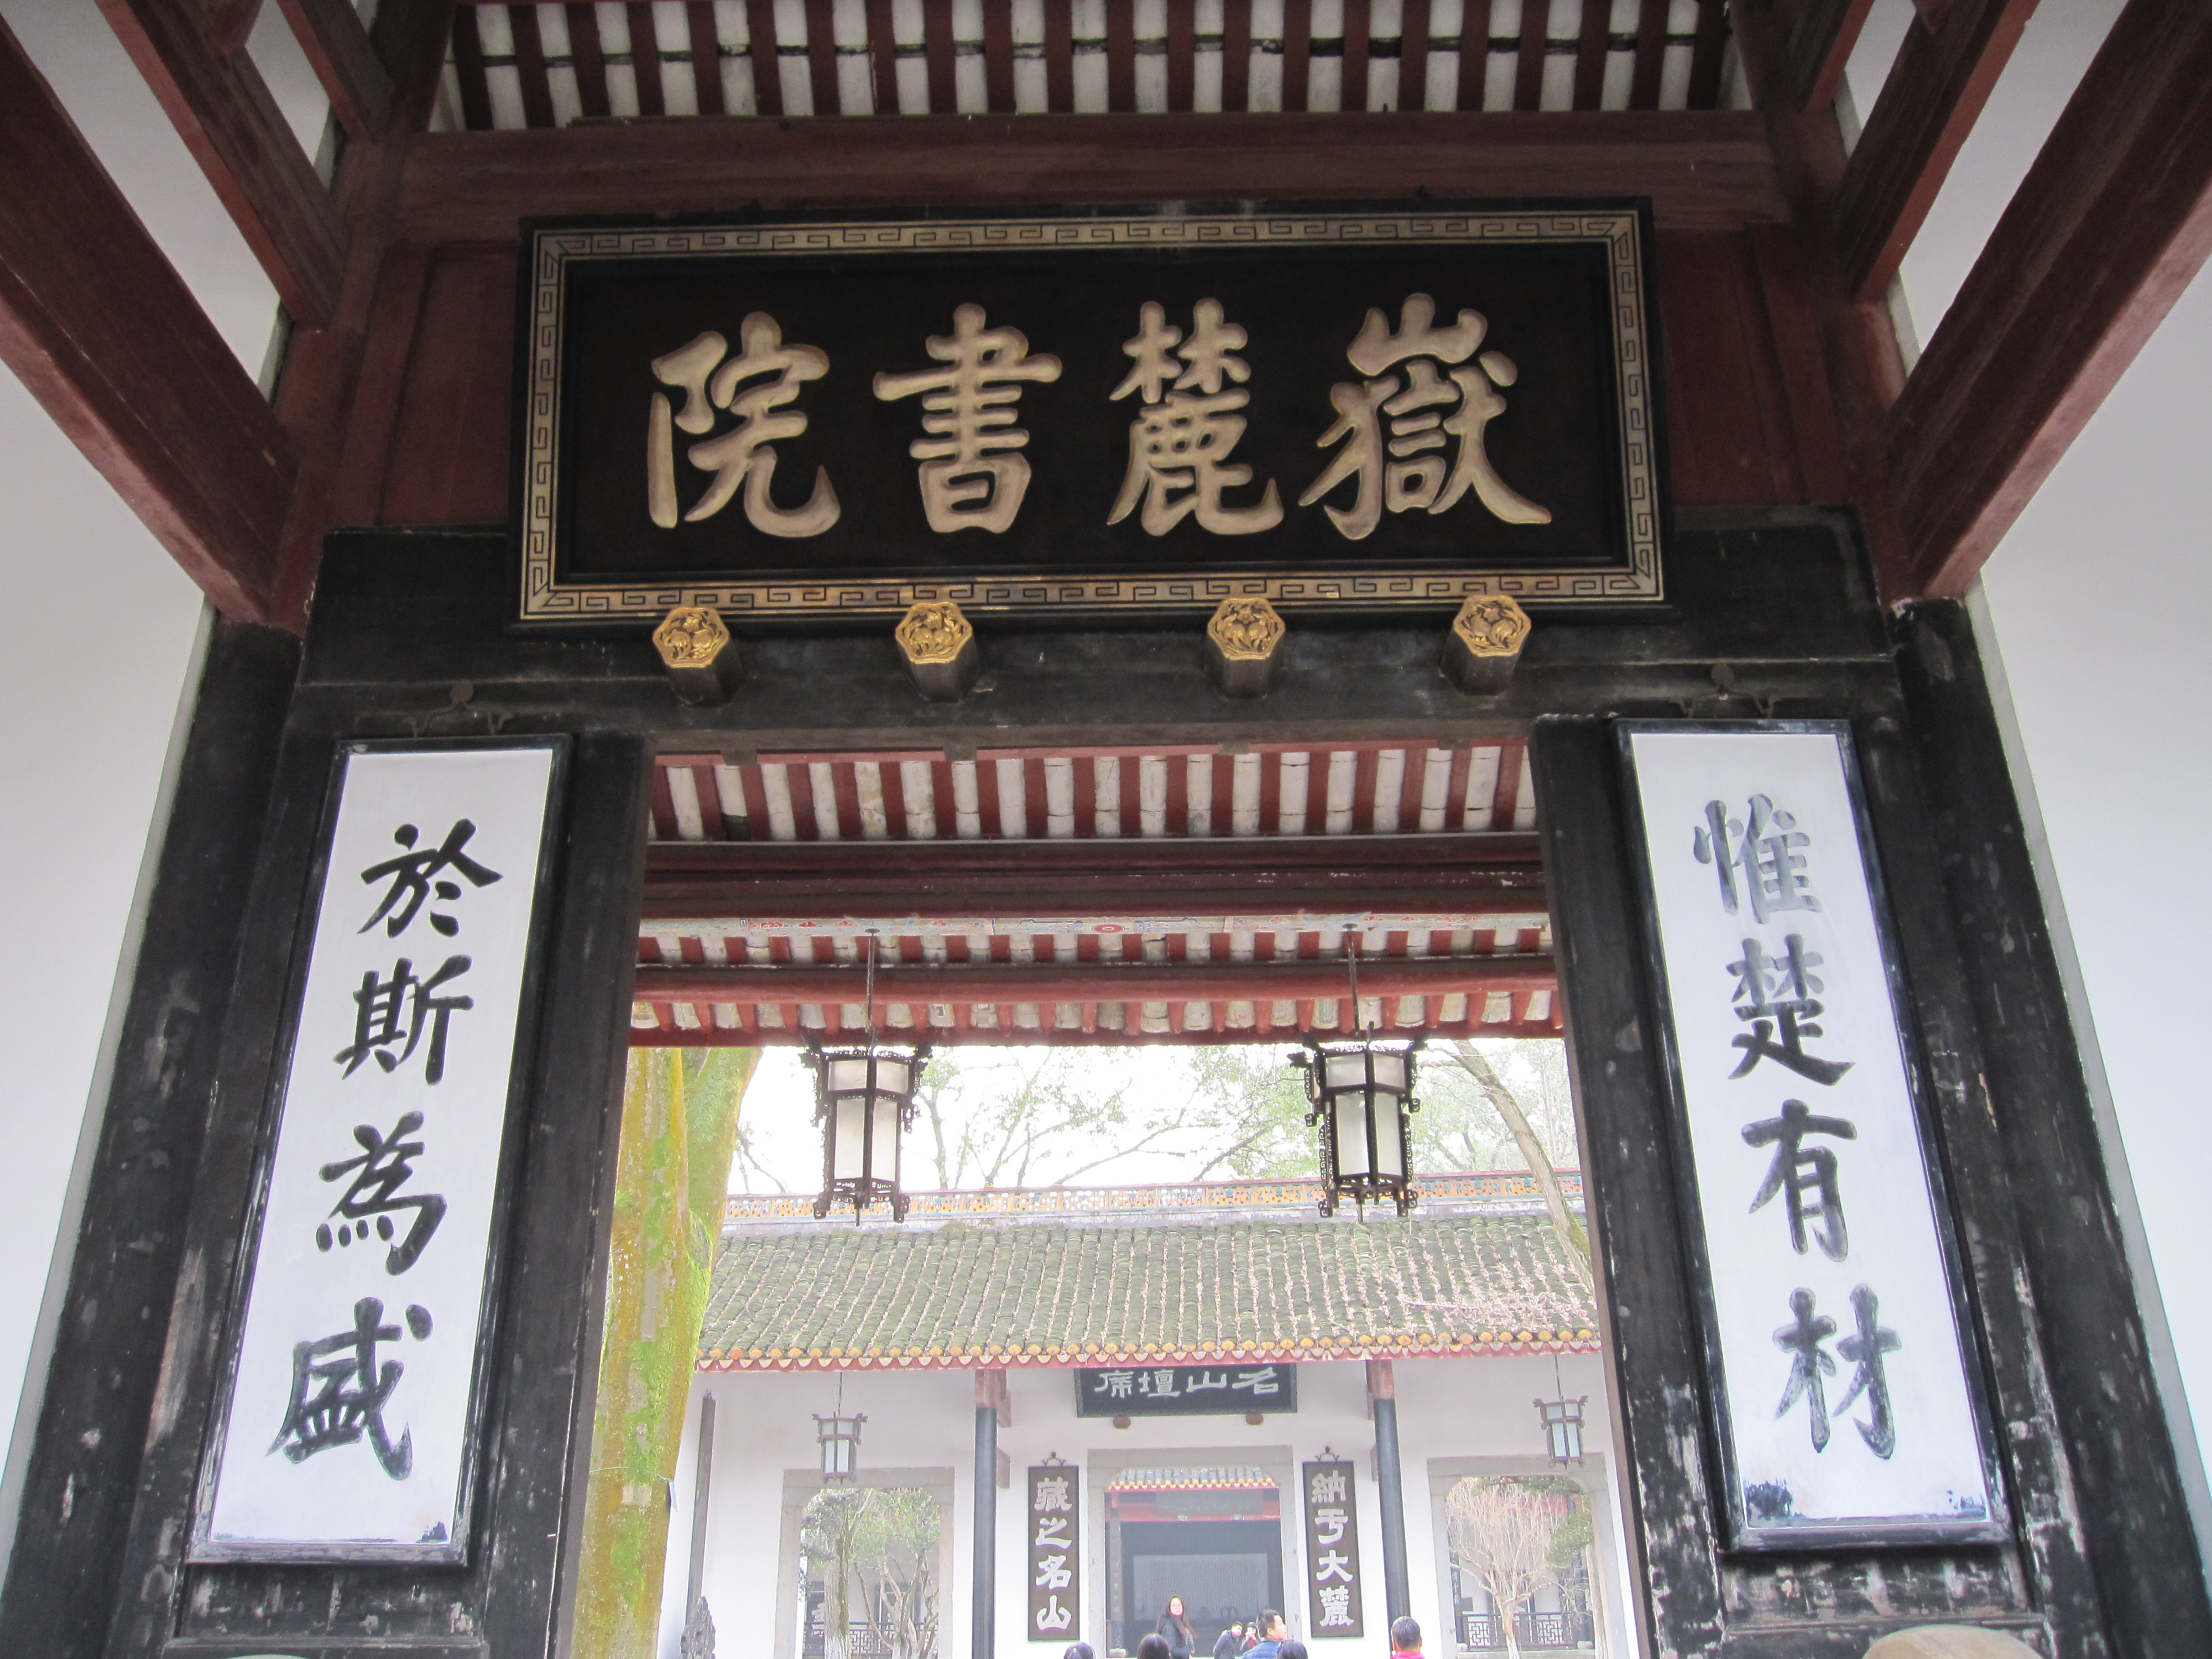 嶽麓書院
惟楚有材
於斯為盛
名山壇席
納于大麓
藏之名山